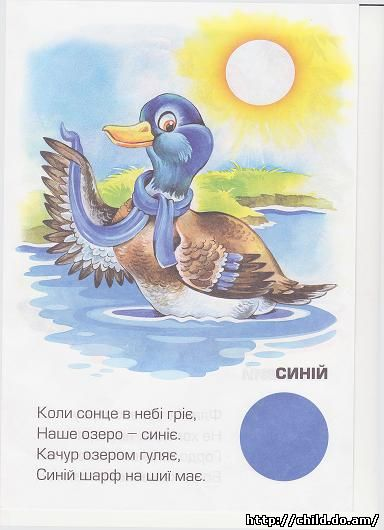 СИНІЙ
Коли сонце в небі гріє,
Наше озеро – синіє.
Качур озером гуляє,
Синій шарф на шиї має.
http://child.do.am/